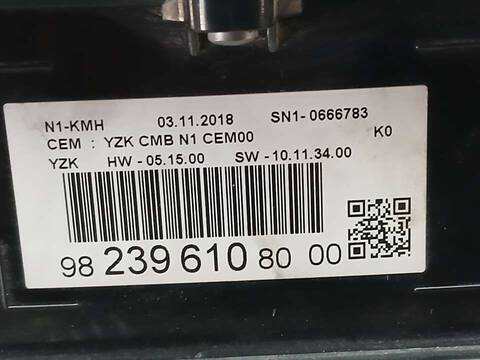 N1-KMH 03.11.2018 SN1- 0666783
CEM : YZK CMB N1 CEM00 K0
YZK HW - 05.15.00 SW - 10.11.34.00
98 239 610 80 00